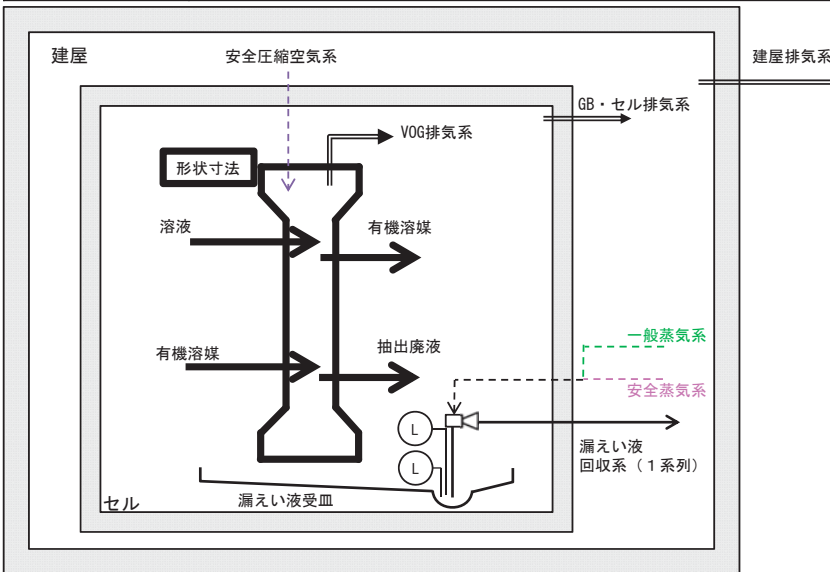 建屋
安全圧縮空気系
建屋排気系
GB・セル排気系
VOG排気系
形状寸法
溶液
有機溶媒
有機溶媒
抽出廃液
一般蒸気系
安全蒸気系
L
漏えい液
回収系（１系列）
L
漏えい液受皿
セル